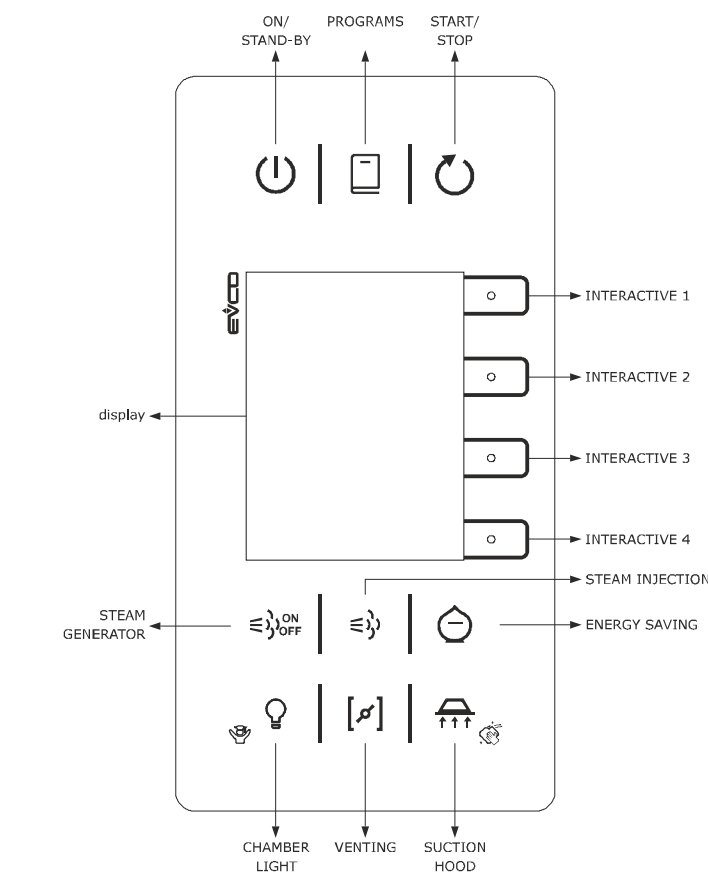 ON/
STAND-BY
PROGRAMS
START/
STOP
EVCO
INTERACTIVE 1
INTERACTIVE 2
display
INTERACTIVE 3
INTERACTIVE 4
STEAM INJECTION
STEAM
GENERATOR
ON
OFF
ENERGY SAVING
CHAMBER
LIGHT
VENTING
SUCTION
HOOD